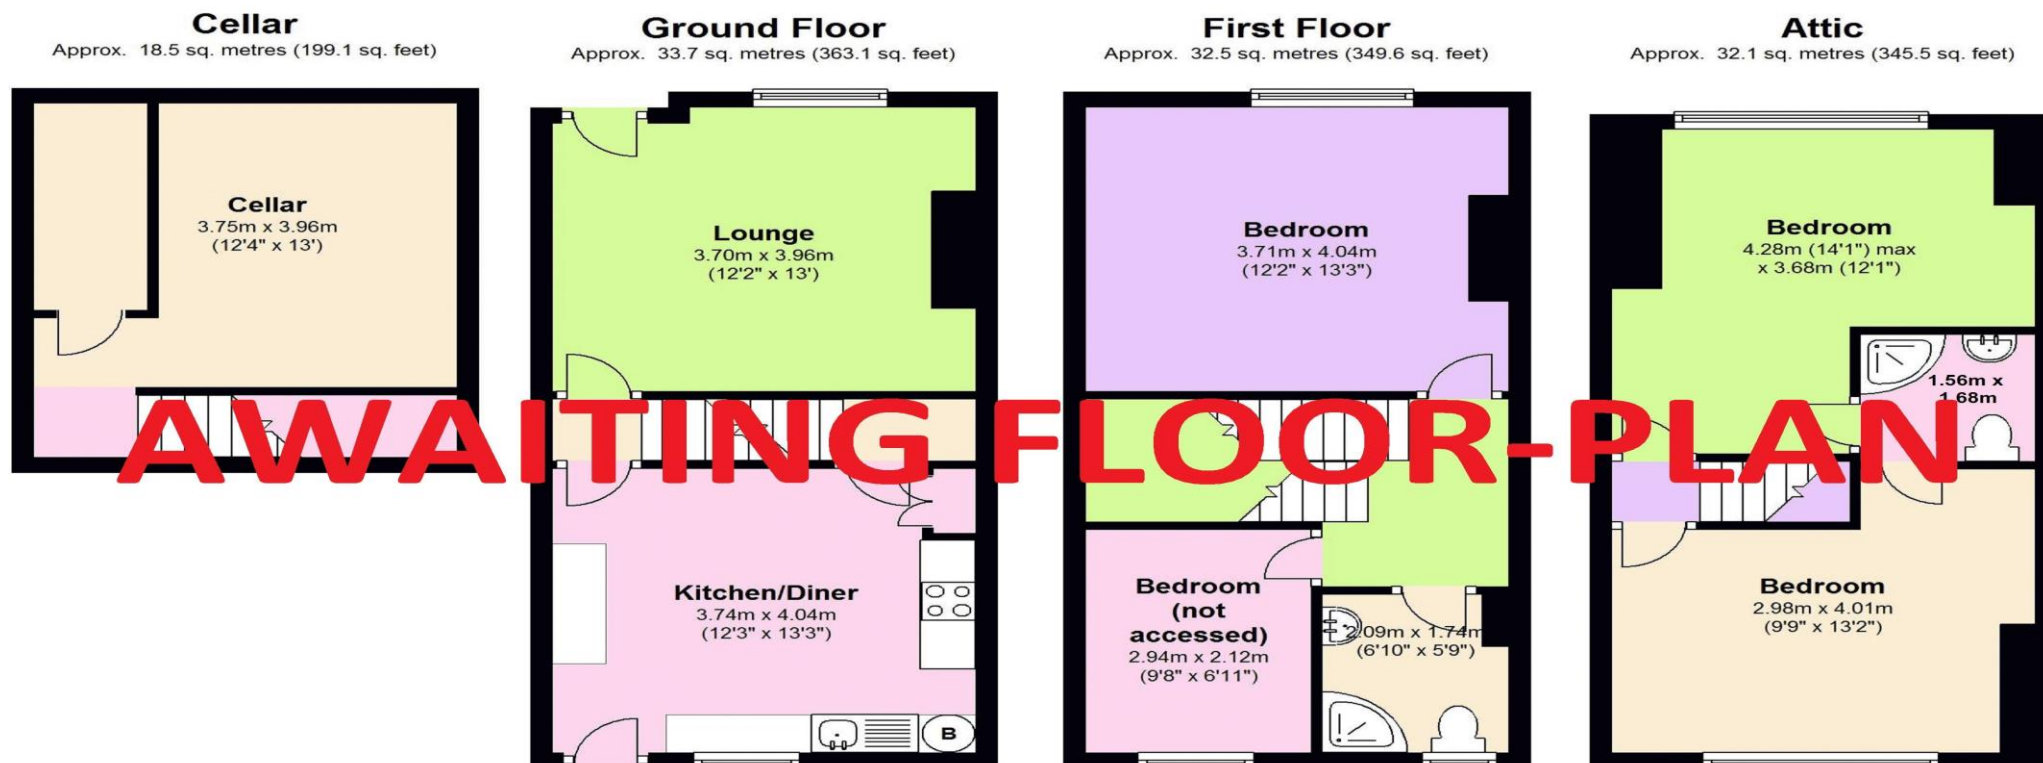 Cellar
Approx. 18.5 sq. metres (199.1 sq. feet)
Cellar
3.75m x 3.96m
(12'4" x 13')
Ground Floor
Approx. 33.7 sq. metres (363.1 sq. feet)
Lounge
3.70m x 3.96m
(12'2" x 13')
Kitchen/Diner
3.74m x 4.04m
(12'3" x 13'3")
B
First Floor
Approx. 32.5 sq. metres (349.6 sq. feet)
Bedroom
3.71m x 4.04m
(12'2" x 13'3")
Bedroom
(not
accessed)
2.94m x 2.12m
(9'8" x 6'11")
2.09m x 1.74m
(6'10" x 5'9")
Attic
Approx. 32.1 sq. metres (345.5 sq. feet)
Bedroom
4.28m (14'1") max
x 3.68m (12'1")
1.56m x
1.68m
Bedroom
2.98m x 4.01m
(9'9" x 13'2")
AWAITING FLOOR-PLAN